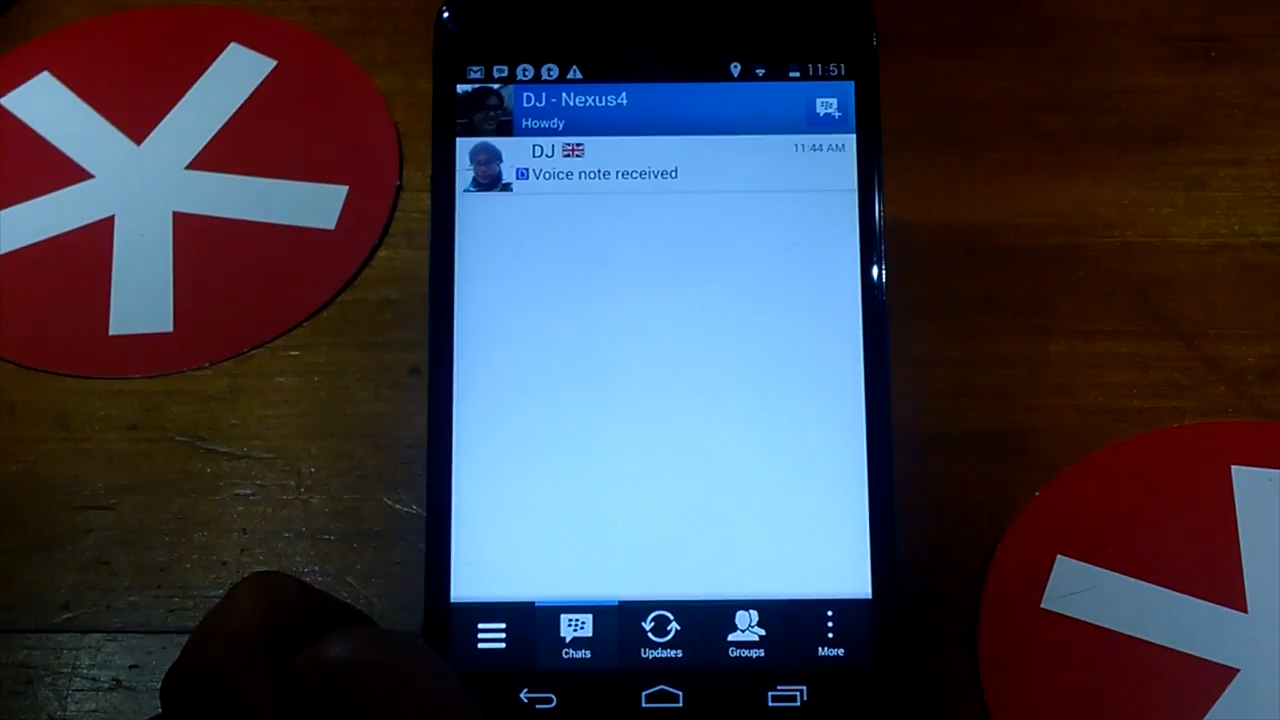 11:51
DJ - Nexus4
Howdy
DJ
11:44 AM
D Voice note received
Chats
Updates
Groups
More